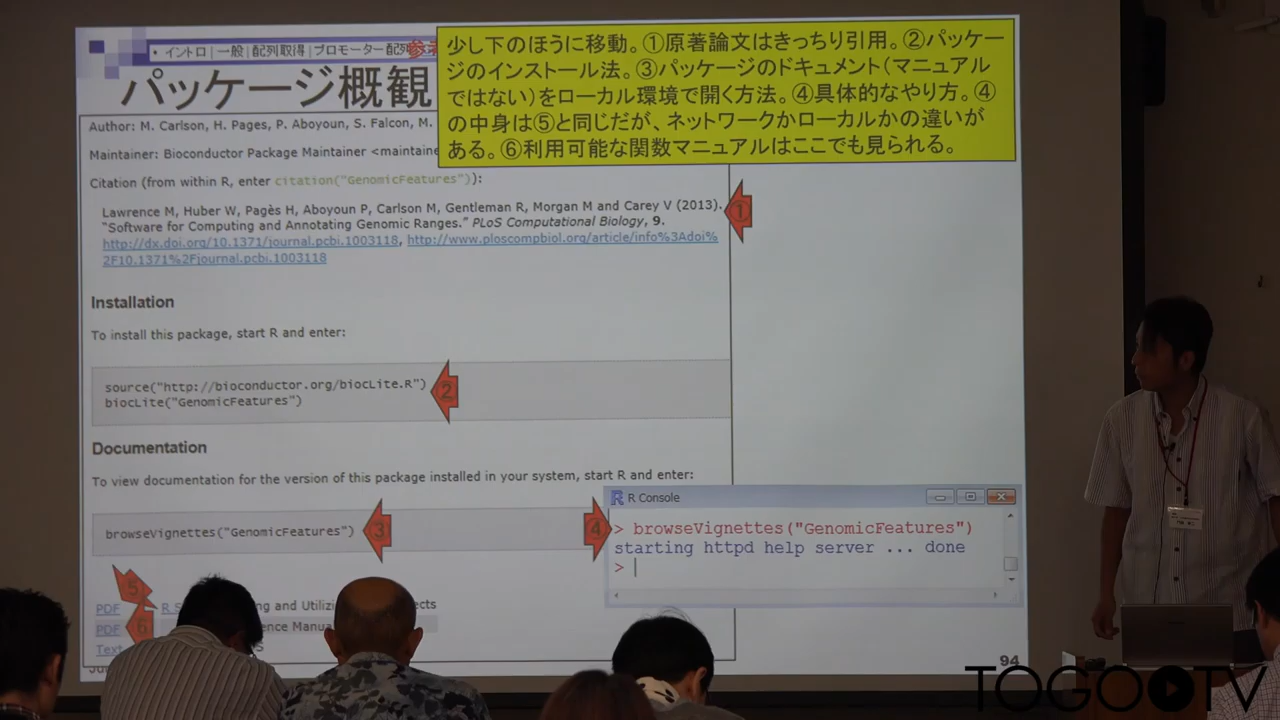 • イントロ | 一般 | 配列取得 | プロモーター配列
パッケージ概観
少し下のほうに移動。①原著論文はきっちり引用。②パッケー
ジのインストール法。③パッケージのドキュメント(マニュアル
ではない)をローカル環境で開く方法。④具体的なやり方。④
の中身は⑤と同じだが、ネットワークかローカルかの違いが
ある。⑥利用可能な関数マニュアルはここでも見られる。
Author: M. Carlson, H. Pages, P. Aboyoun, S. Falcon, M.
Maintainer: Bioconductor Package Maintainer <maintaine
Citation (from within R, enter citation("GenomicFeatures")):
Lawrence M, Huber W, Pagès H, Aboyoun P, Carlson M, Gentleman R, Morgan M and Carey V (2013).
"Software for Computing and Annotating Genomic Ranges." PLoS Computational Biology, 9.
http://dx.doi.org/10.1371/journal.pcbi.1003118, http://www.ploscompbiol.org/article/info%3Adoi%
2F10.1371%2Fjournal.pcbi.1003118
①
Installation
To install this package, start R and enter:
source("http://bioconductor.org/biocLite.R")
biocLite("GenomicFeatures")
②
Documentation
To view documentation for the version of this package installed in your system, start R and enter:
browseVignettes("GenomicFeatures")
③
④
R Console
> browseVignettes("GenomicFeatures")
starting httpd help server ... done
>
⑤
PDF
ng and Utiliz
ects
PDF
⑥
ence Manua
Text
94
TOGO TV